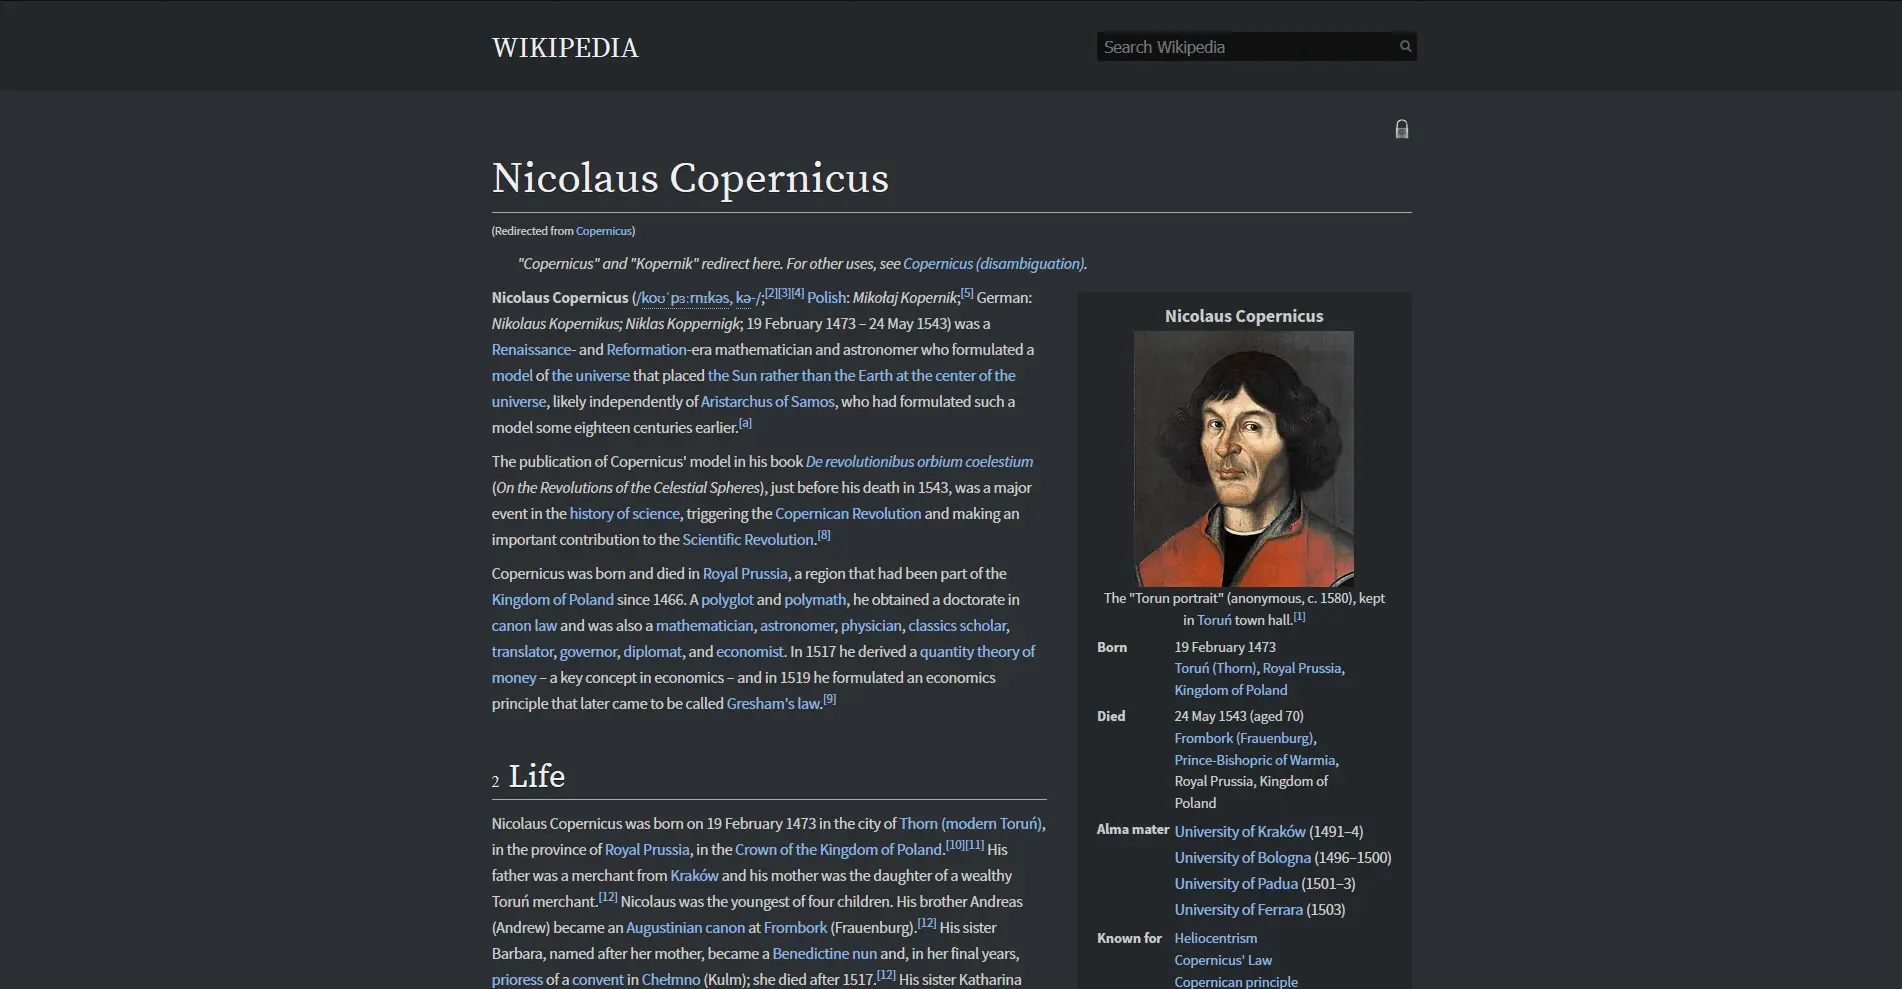 WIKIPEDIA
Search Wikipedia
Nicolaus Copernicus
(Redirected from Copernicus)
"Copernicus" and "Kopernik" redirect here. For other uses, see Copernicus (disambiguation).
Nicolaus Copernicus (/koʊˈpɜːrnɪkəs, kə-/;[2][3][4] Polish: Mikołaj Kopernik;[5] German:
Nikolaus Kopernikus; Niklas Koppernigk; 19 February 1473 – 24 May 1543) was a
Renaissance- and Reformation-era mathematician and astronomer who formulated a
model of the universe that placed the Sun rather than the Earth at the center of the
universe, likely independently of Aristarchus of Samos, who had formulated such a
model some eighteen centuries earlier.[a]
The publication of Copernicus' model in his book De revolutionibus orbium coelestium
(On the Revolutions of the Celestial Spheres), just before his death in 1543, was a major
event in the history of science, triggering the Copernican Revolution and making an
important contribution to the Scientific Revolution.[8]
Copernicus was born and died in Royal Prussia, a region that had been part of the
Kingdom of Poland since 1466. A polyglot and polymath, he obtained a doctorate in
canon law and was also a mathematician, astronomer, physician, classics scholar,
translator, governor, diplomat, and economist. In 1517 he derived a quantity theory of
money – a key concept in economics – and in 1519 he formulated an economics
principle that later came to be called Gresham's law.[9]
2 Life
Nicolaus Copernicus was born on 19 February 1473 in the city of Thorn (modern Toruń),
in the province of Royal Prussia, in the Crown of the Kingdom of Poland.[10][11] His
father was a merchant from Kraków and his mother was the daughter of a wealthy
Toruń merchant.[12] Nicolaus was the youngest of four children. His brother Andreas
(Andrew) became an Augustinian canon at Frombork (Frauenburg).[12] His sister
Barbara, named after her mother, became a Benedictine nun and, in her final years,
prioress of a convent in Chełmno (Kulm); she died after 1517.[12] His sister Katharina
Nicolaus Copernicus
The "Torun portrait" (anonymous, c. 1580), kept
in Toruń town hall.[1]
Born 19 February 1473
Toruń (Thorn), Royal Prussia,
Kingdom of Poland
Died 24 May 1543 (aged 70)
Frombork (Frauenburg),
Prince-Bishopric of Warmia,
Royal Prussia, Kingdom of
Poland
Alma mater University of Kraków (1491–4)
University of Bologna (1496–1500)
University of Padua (1501–3)
University of Ferrara (1503)
Known for Heliocentrism
Copernicus' Law
Copernican principle